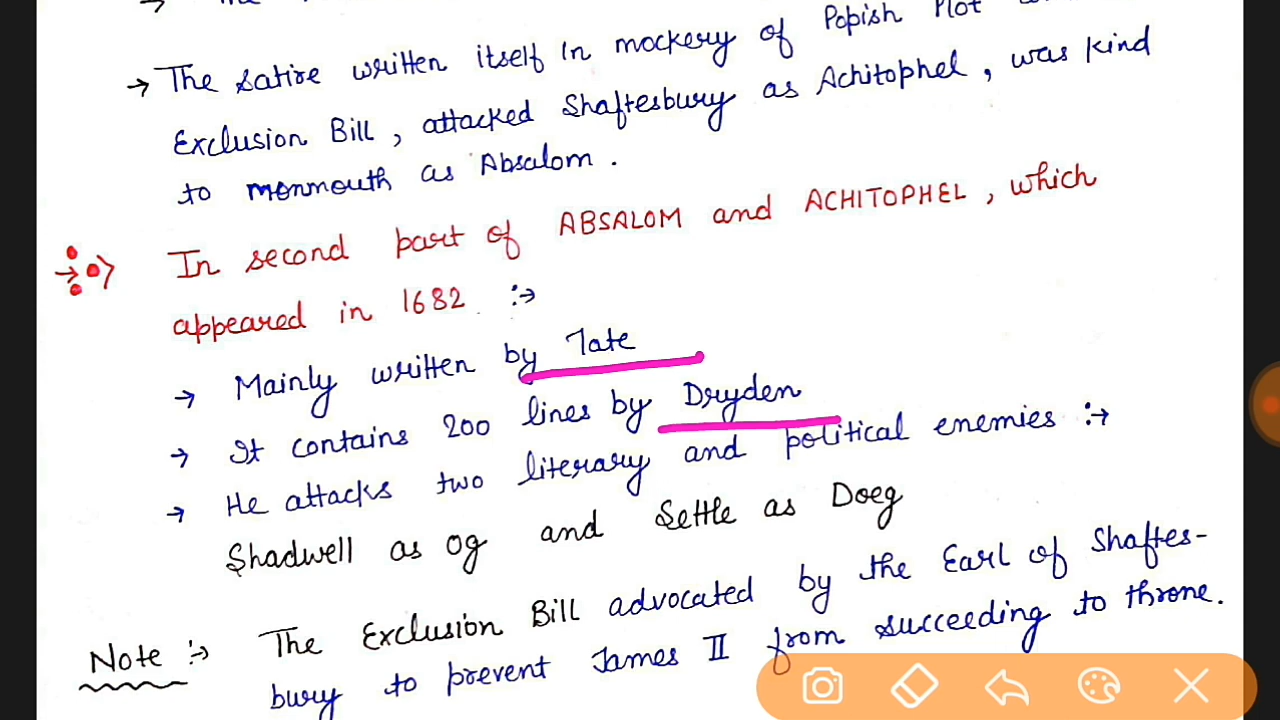 → The
→ The satire written itself in mockery of Popish Plot
Exclusion Bill, attacked Shaftesbury as Achitophel, was kind
to monmouth as Absalom.
In second part of ABSALOM and ACHITOPHEL, which
appeared in 1682 :→
→ Mainly written by Tate
→ It contains 200 lines by Dryden
→ He attacks two literary and political enemies :→
Shadwell as Og and Settle as Doeg
Note :→ The Exclusion Bill advocated by the Earl of Shaftes-
bury to prevent James II from succeeding to throne.